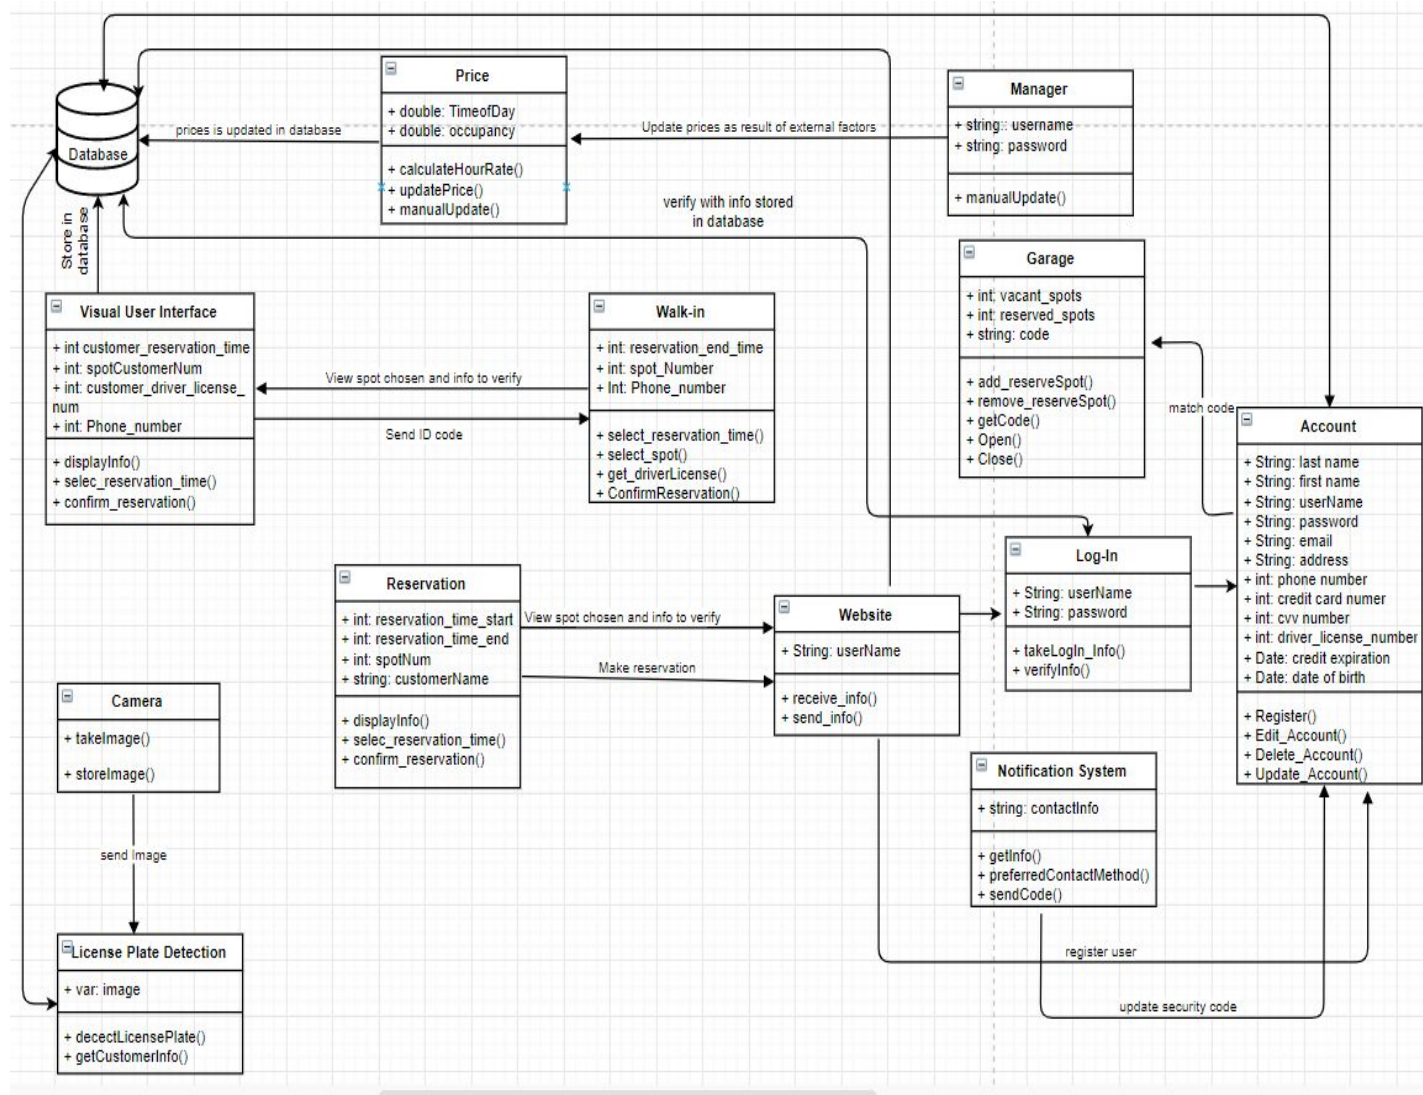 Database
prices is updated in database
Price
+ double: TimeofDay
+ double: occupancy
+ calculateHourRate()
+ updatePrice()
+ manualUpdate()
Update prices as result of external factors
Manager
+ string:: username
+ string: password
+ manualUpdate()
verify with info stored
in database
Store in
database
Garage
+ int: vacant_spots
+ int: reserved_spots
+ string: code
+ add_reserveSpot()
+ remove_reserveSpot()
+ getCode()
+ Open()
+ Close()
match code
Visual User Interface
+ int customer_reservation_time
+ int: spotCustomerNum
+ int: customer_driver_license_
num
+ int: Phone_number
+ displayInfo()
+ selec_reservation_time()
+ confirm_reservation()
View spot chosen and info to verify
Send ID code
Walk-in
+ int: reservation_end_time
+ int: spot_Number
+ Int: Phone_number
+ select_reservation_time()
+ select_spot()
+ get_driverLicense()
+ ConfirmReservation()
Account
+ String: last name
+ String: first name
+ String: userName
+ String: password
+ String: email
+ String: address
+ int: phone number
+ int: credit card numer
+ int: cvv number
+ int: driver_license_number
+ Date: credit expiration
+ Date: date of birth
+ Register()
+ Edit_Account()
+ Delete_Account()
+ Update_Account()
Log-In
+ String: userName
+ String: password
+ takeLogIn_Info()
+ verifyInfo()
Reservation
+ int: reservation_time_start
+ int: reservation_time_end
+ int: spotNum
+ string: customerName
+ displayInfo()
+ selec_reservation_time()
+ confirm_reservation()
View spot chosen and info to verify
Make reservation
Website
+ String: userName
+ receive_info()
+ send_info()
Camera
+ takeImage()
+ storeImage()
send Image
Notification System
+ string: contactInfo
+ getInfo()
+ preferredContactMethod()
+ sendCode()
License Plate Detection
+ var: image
+ decectLicensePlate()
+ getCustomerInfo()
register user
update security code